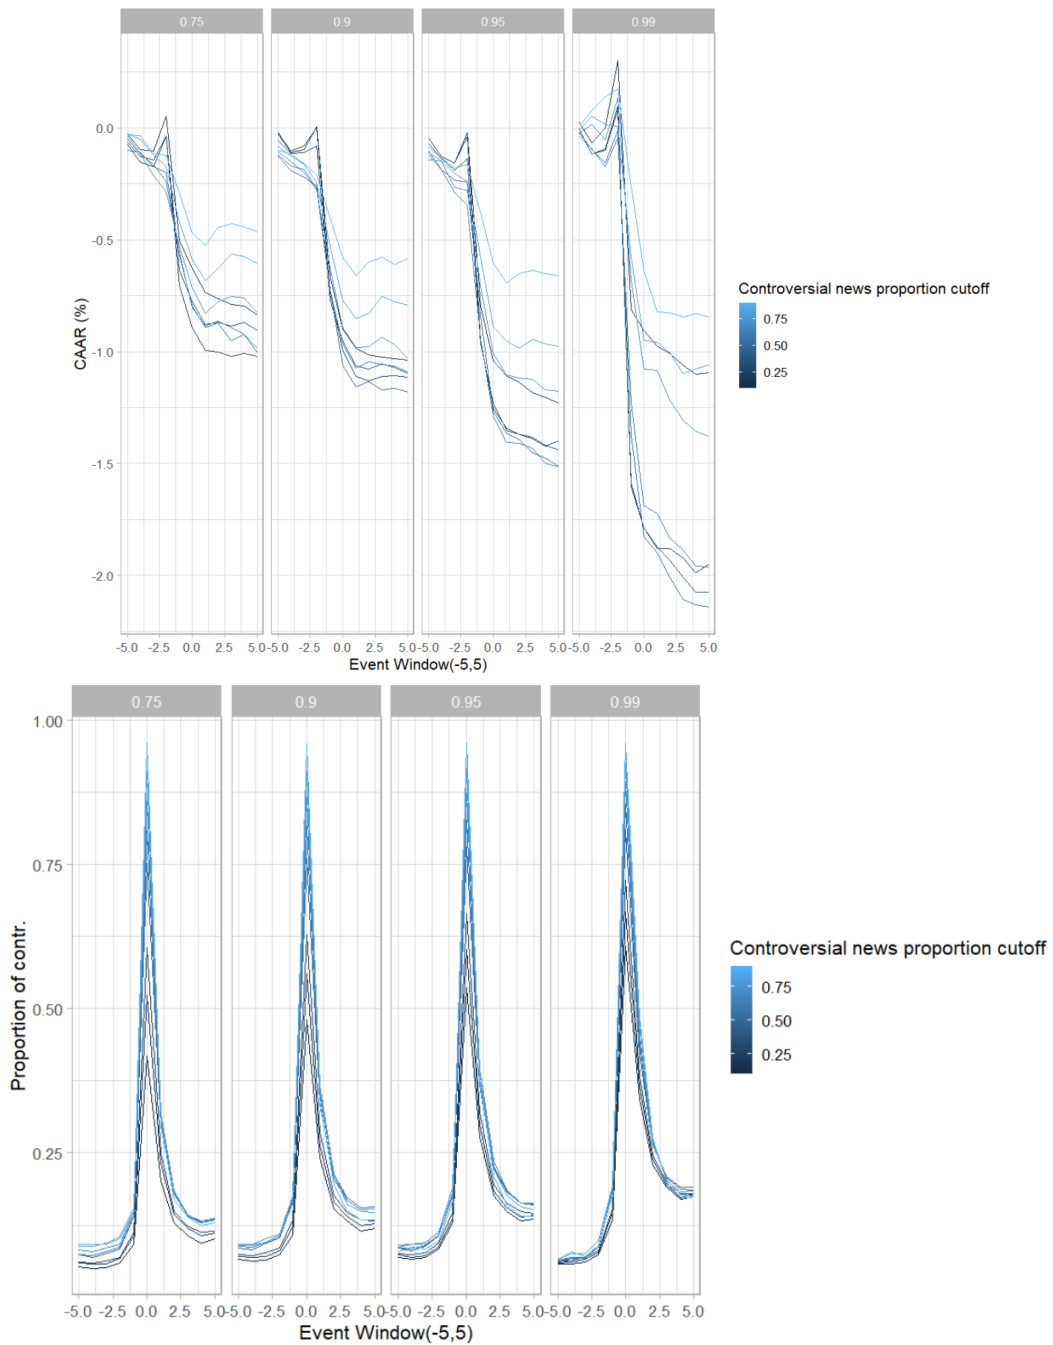 0.75 0.9 0.95 0.99
0.0
-0.5
-1.0
-1.5
-2.0
CAAR (%)
-5.0 -2.5 0.0 2.5 5.0 -5.0 -2.5 0.0 2.5 5.0 -5.0 -2.5 0.0 2.5 5.0 -5.0 -2.5 0.0 2.5 5.0
Event Window(-5,5)
Controversial news proportion cutoff
0.75
0.50
0.25
0.75 0.9 0.95 0.99
1.00
0.75
0.50
0.25
Proportion of contr.
-5.0 -2.5 0.0 2.5 5.0 -5.0 -2.5 0.0 2.5 5.0 -5.0 -2.5 0.0 2.5 5.0 -5.0 -2.5 0.0 2.5 5.0
Event Window(-5,5)
Controversial news proportion cutoff
0.75
0.50
0.25